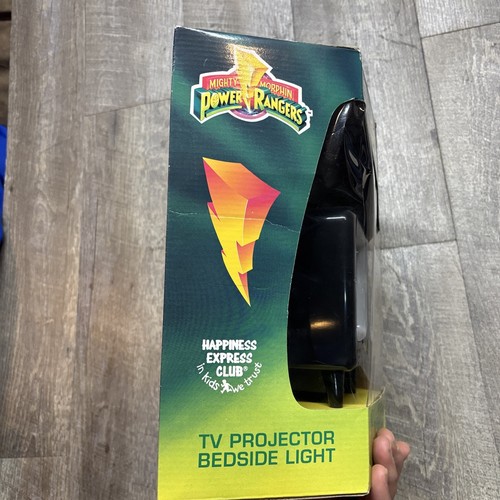 MIGHTY MORPHIN
POWER RANGERS
HAPPINESS
EXPRESS
CLUB®
in kids we trust
TV PROJECTOR
BEDSIDE LIGHT